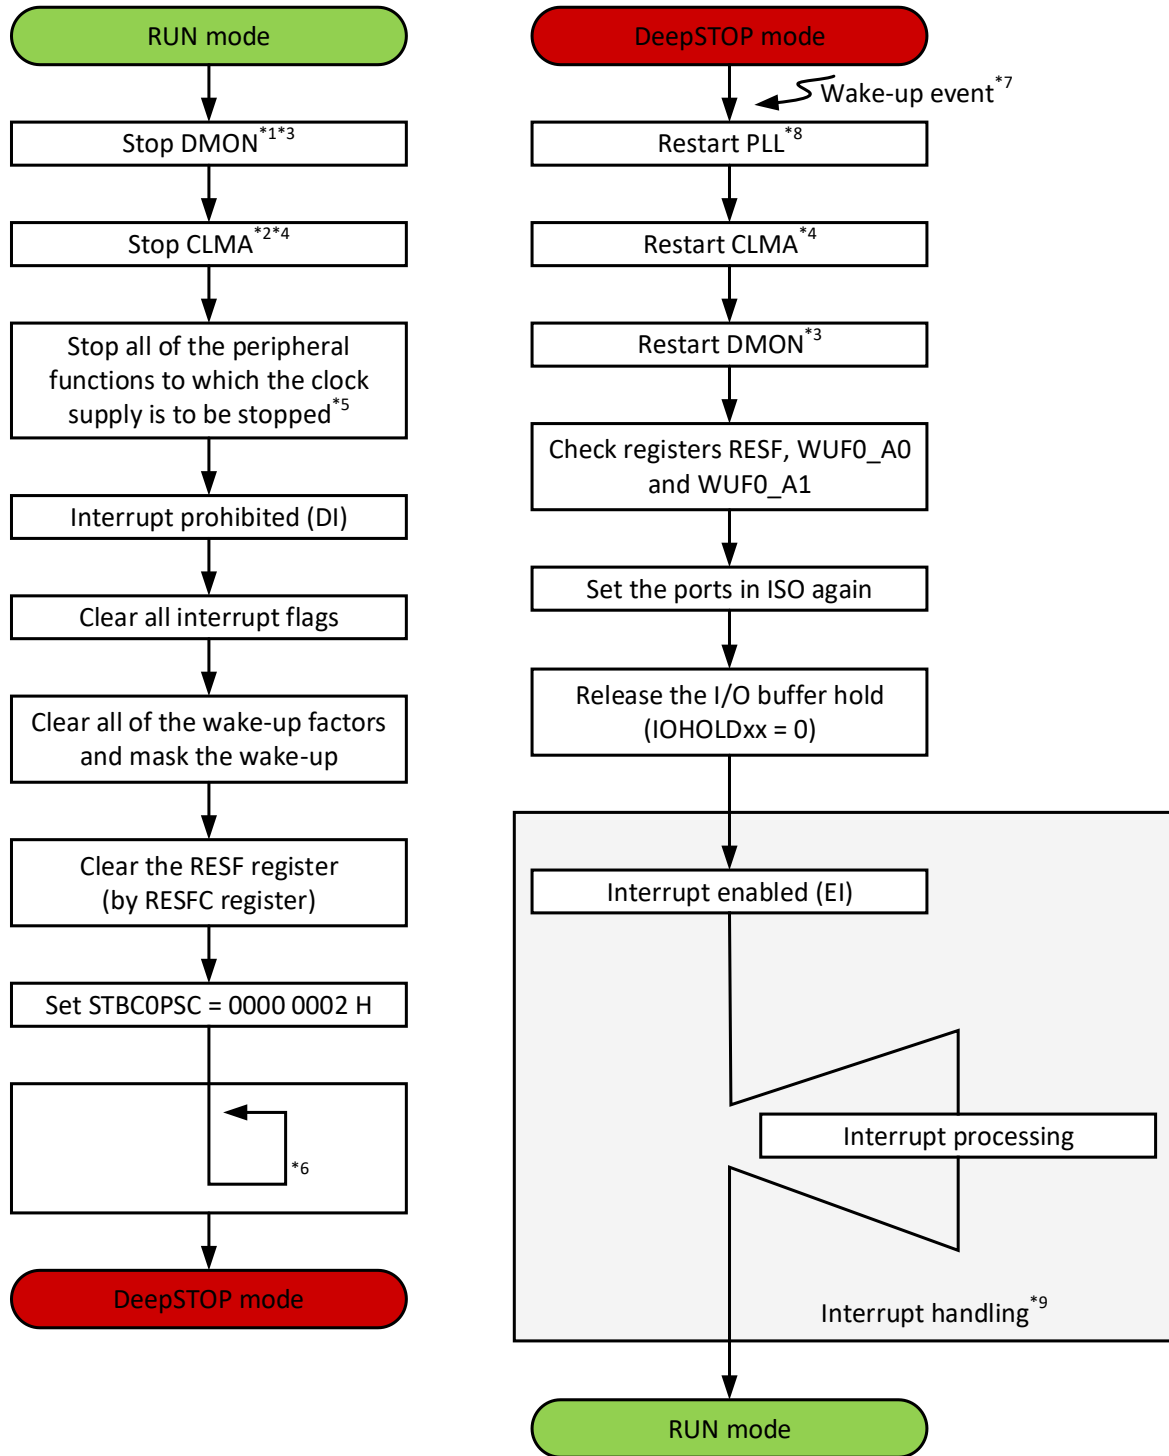 RUN mode
Stop DMON*1*3
Stop CLMA*2*4
Stop all of the peripheral
functions to which the clock
supply is to be stopped*5
Interrupt prohibited (DI)
Clear all interrupt flags
Clear all of the wake-up factors
and mask the wake-up
Clear the RESF register
(by RESFC register)
Set STBC0PSC = 0000 0002 H
*6
DeepSTOP mode
DeepSTOP mode
Wake-up event*7
Restart PLL*8
Restart CLMA*4
Restart DMON*3
Check registers RESF, WUF0_A0
and WUF0_A1
Set the ports in ISO again
Release the I/O buffer hold
(IOHOLDxx = 0)
Interrupt enabled (EI)
Interrupt processing
Interrupt handling*9
RUN mode